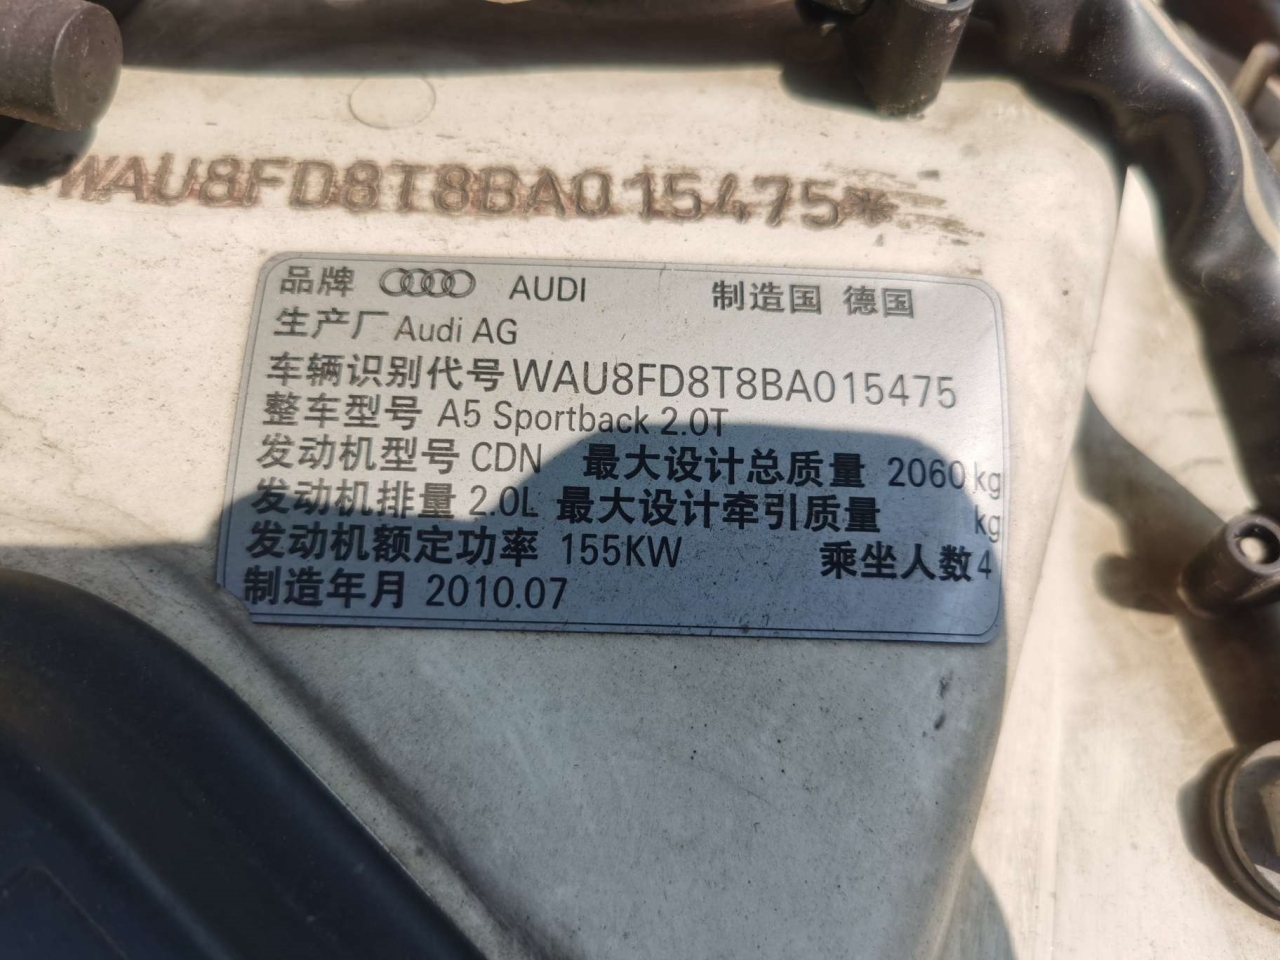 *WAU8FD8T8BA015475*
品牌 AUDI 制造国 德国
生产厂 Audi AG
车辆识别代号 WAU8FD8T8BA015475
整车型号 A5 Sportback 2.0T
发动机型号 CDN 最大设计总质量 2060 kg
发动机排量 2.0L 最大设计牵引质量 kg
发动机额定功率 155KW 乘坐人数 4
制造年月 2010.07